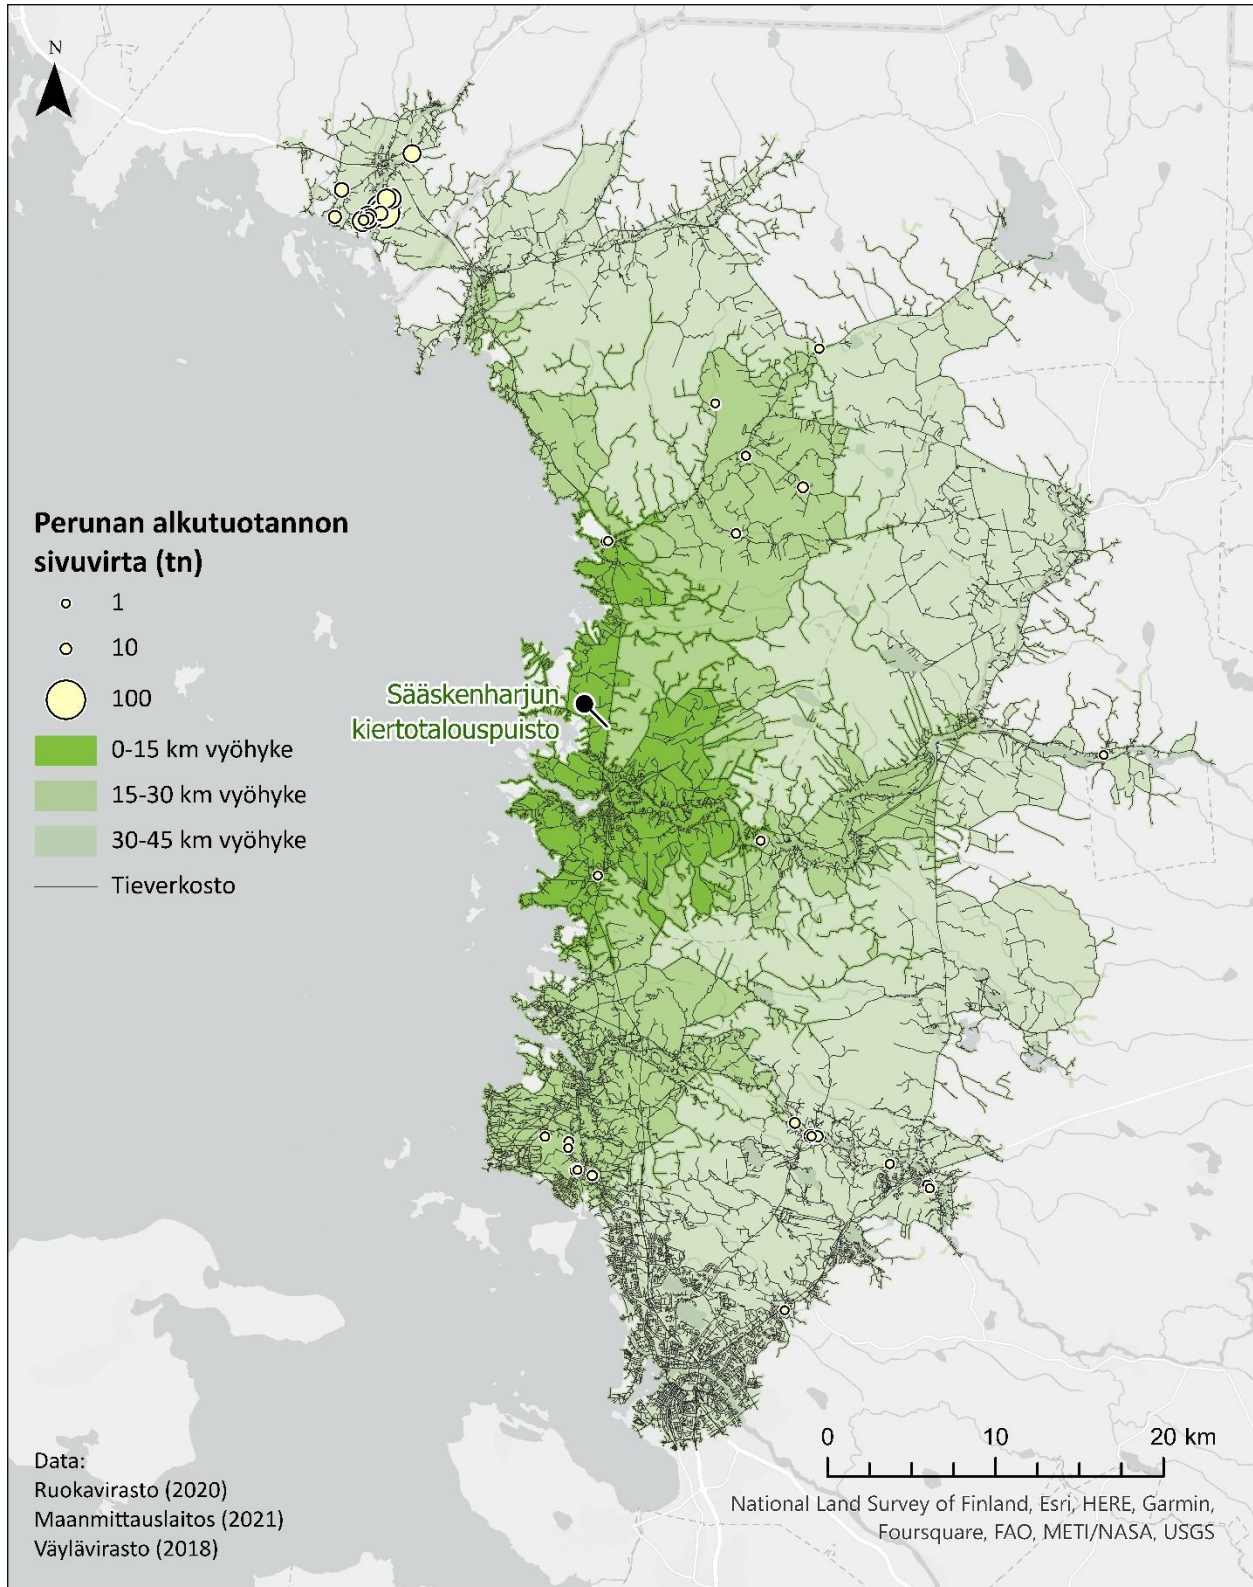 N
Perunan alkutuotannon
sivuvirta (tn)
1
10
100
0-15 km vyöhyke
15-30 km vyöhyke
30-45 km vyöhyke
Tieverkosto
Sääskenharjun
kiertotalouspuisto
Data:
Ruokavirasto (2020)
Maanmittauslaitos (2021)
Väylävirasto (2018)
0 10 20 km
National Land Survey of Finland, Esri, HERE, Garmin,
Foursquare, FAO, METI/NASA, USGS